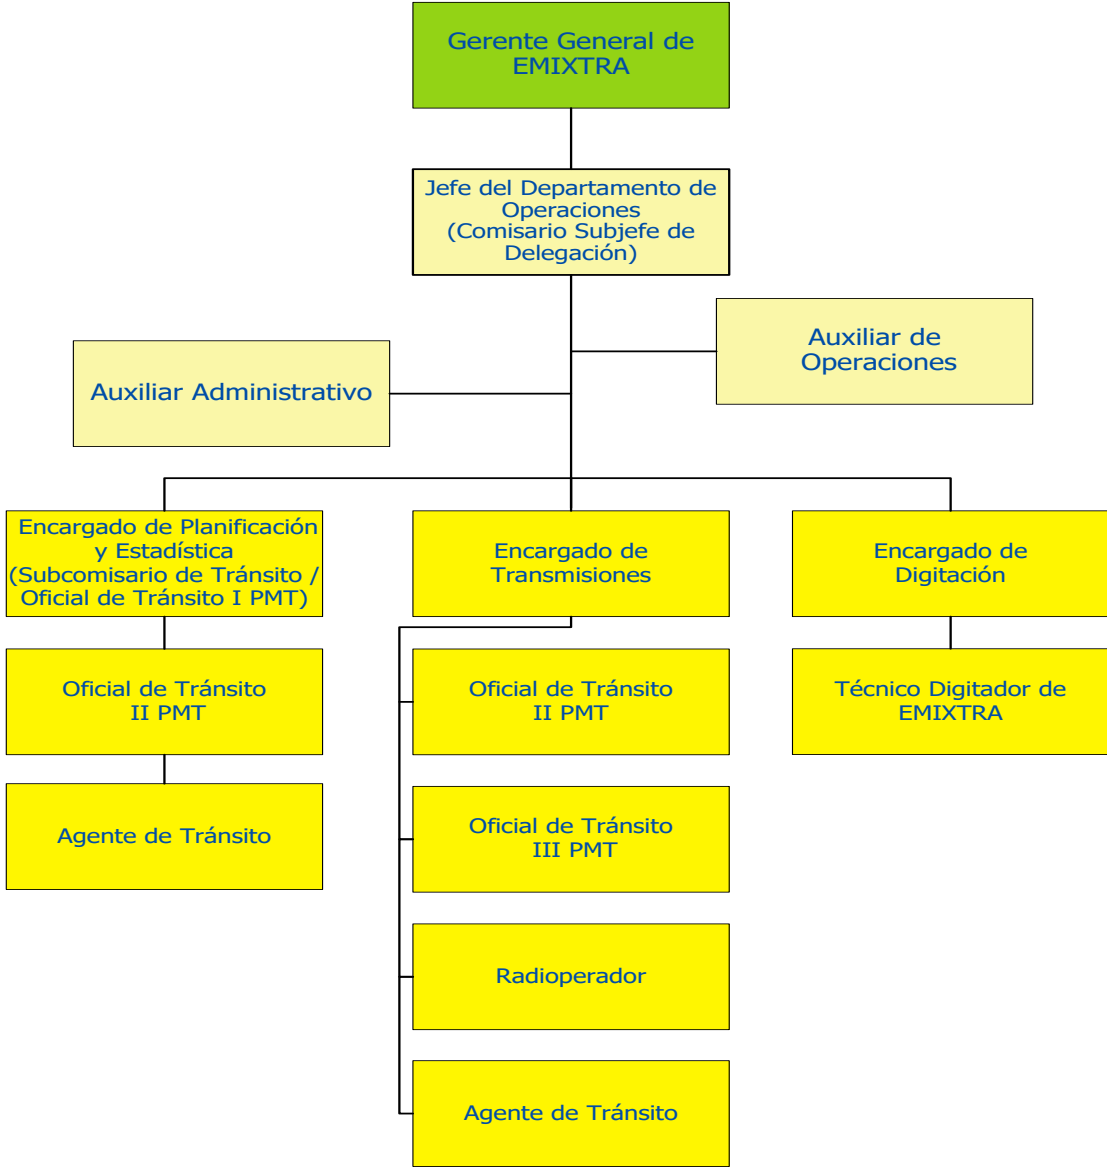 Gerente General de
EMIXTRA
Jefe del Departamento de
Operaciones
(Comisario Subjefe de
Delegación)
Auxiliar de
Operaciones
Auxiliar Administrativo
Encargado de Planificación
y Estadística
(Subcomisario de Tránsito /
Oficial de Tránsito I PMT)
Encargado de
Transmisiones
Encargado de
Digitación
Oficial de Tránsito
II PMT
Oficial de Tránsito
II PMT
Técnico Digitador de
EMIXTRA
Agente de Tránsito
Oficial de Tránsito
III PMT
Radioperador
Agente de Tránsito